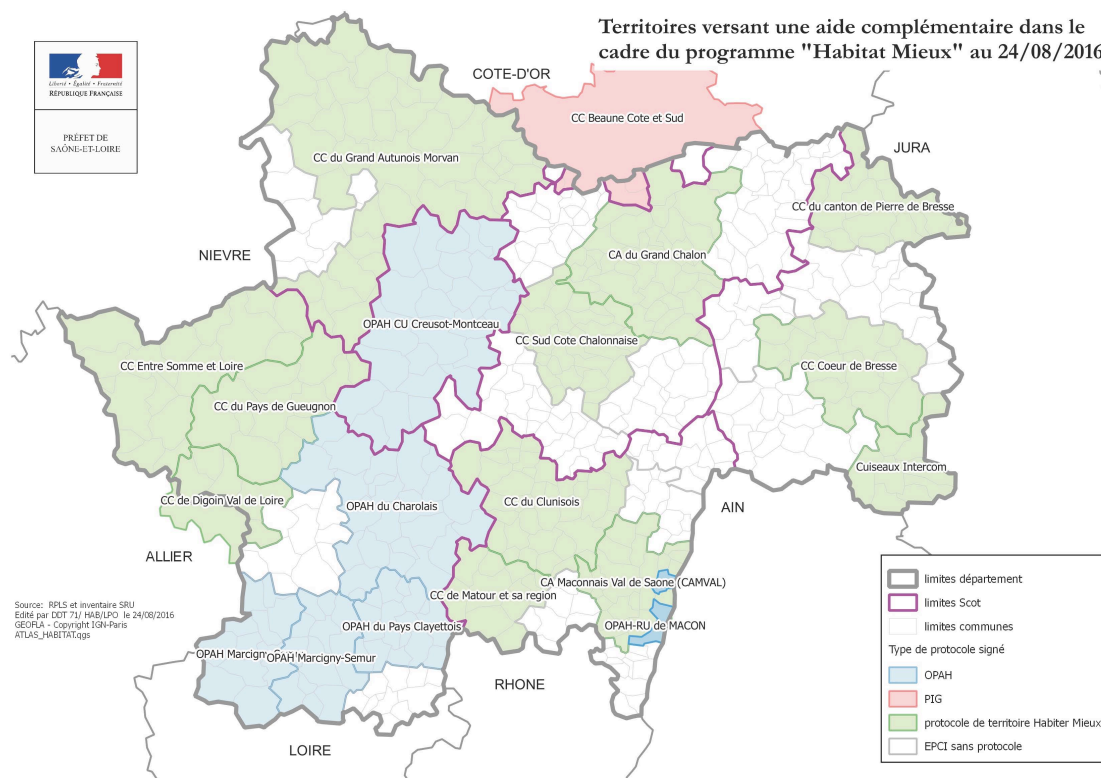 Territoires versant une aide complémentaire dans le
cadre du programme "Habitat Mieux" au 24/08/2016
Liberté • Égalité • Fraternité
RÉPUBLIQUE FRANÇAISE
PRÉFET DE
SAÔNE-ET-LOIRE
COTE-D'OR
CC Beaune Cote et Sud
JURA
CC du Grand Autunois Morvan
CC du canton de Pierre de Bresse
NIEVRE
CA du Grand Chalon
OPAH CU Creusot-Montceau
CC Sud Cote Chalonnaise
CC Entre Somme et Loire
CC Coeur de Bresse
CC du Pays de Gueugnon
Cuiseaux Intercom
CC de Digoin Val de Loire
OPAH du Charolais
CC du Clunisois
AIN
ALLIER
CA Maconnais Val de Saone (CAMVAL)
CC de Matour et sa region
OPAH-RU de MACON
OPAH du Pays Clayettois
OPAH Marcigny
OPAH Marcigny-Semur
RHONE
LOIRE
Source: RPLS et inventaire SRU
Edité par DDT 71/ HAB/LPO le 24/08/2016
GEOFLA - Copyright IGN-Paris
ATLAS_HABITAT.qgs
limites département
limites Scot
limites communes
Type de protocole signé
OPAH
PIG
protocole de territoire Habiter Mieux
EPCI sans protocole